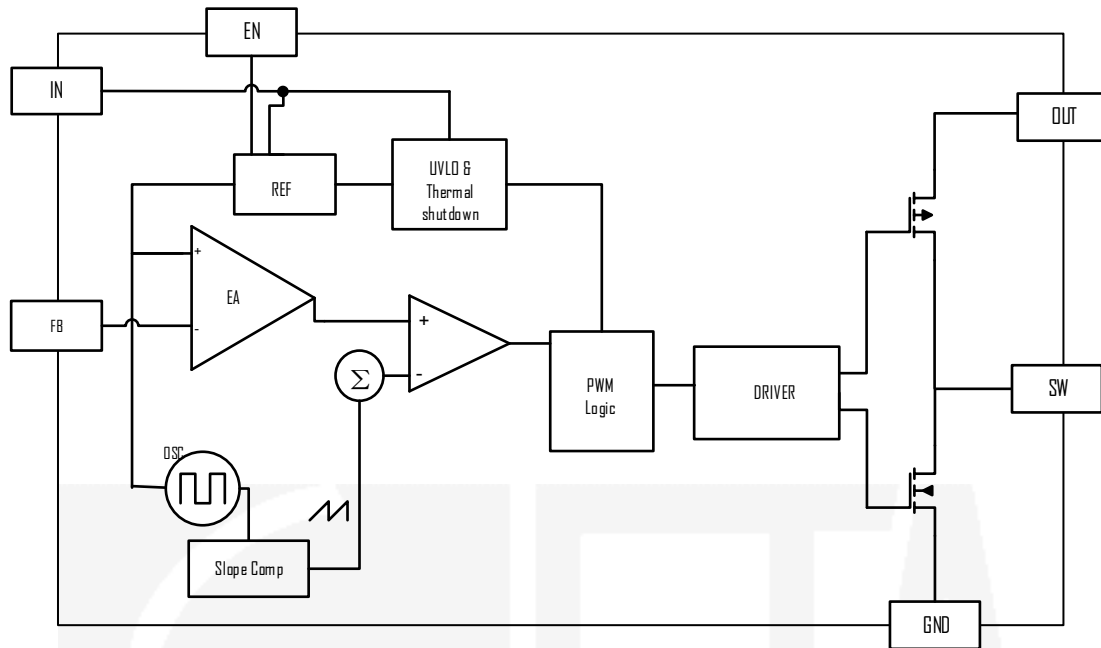 EN
IN
OUT
REF
UVLO &
Thermal
shutdown
+
EA
-
FB
+
-
Σ
PWM
Logic
DRIVER
SW
OSC
Slope Comp
GND